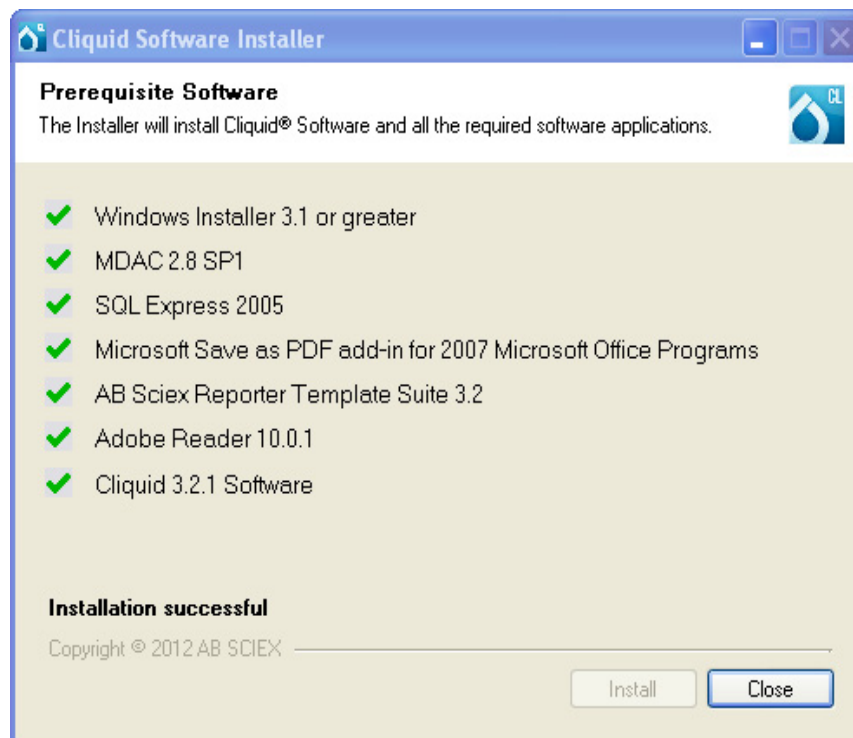 Cliquid Software Installer
Prerequisite Software
The Installer will install Cliquid® Software and all the required software applications.
CL
Windows Installer 3.1 or greater
MDAC 2.8 SP1
SQL Express 2005
Microsoft Save as PDF add-in for 2007 Microsoft Office Programs
AB Sciex Reporter Template Suite 3.2
Adobe Reader 10.0.1
Cliquid 3.2.1 Software
Installation successful
Copyright © 2012 AB SCIEX
Install
Close